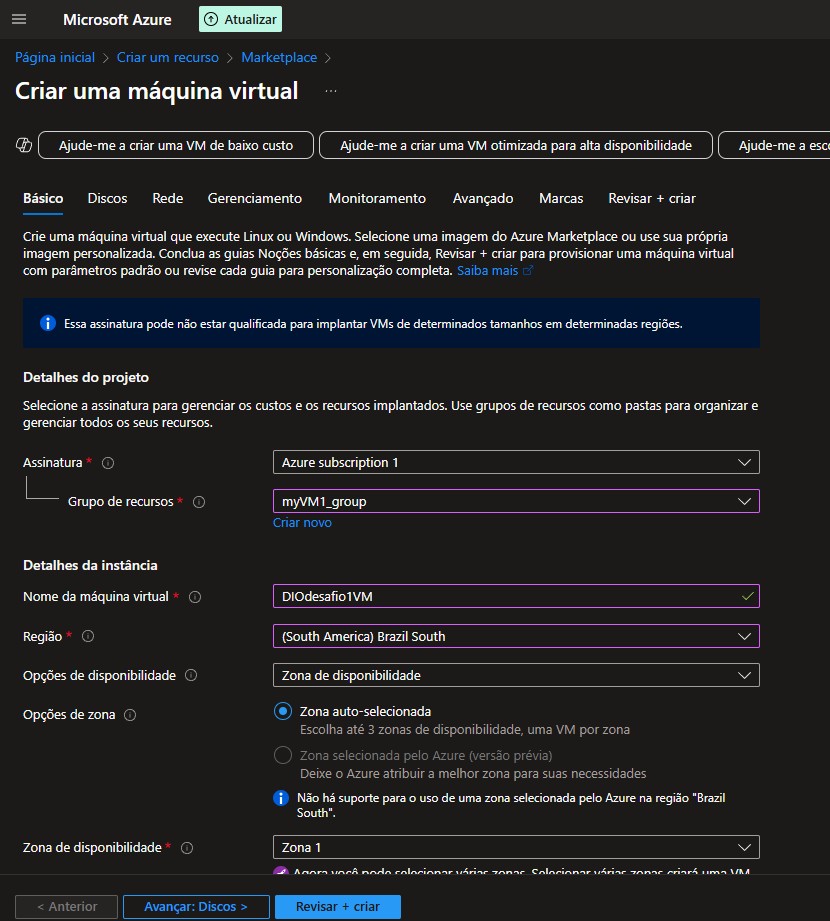 Microsoft Azure
Atualizar
Página inicial > Criar um recurso > Marketplace >
Criar uma máquina virtual ...
Ajude-me a criar uma VM de baixo custo
Ajude-me a criar uma VM otimizada para alta disponibilidade
Ajude-me a esco
Básico Discos Rede Gerenciamento Monitoramento Avançado Marcas Revisar + criar
Crie uma máquina virtual que execute Linux ou Windows. Selecione uma imagem do Azure Marketplace ou use sua própria
imagem personalizada. Conclua as guias Noções básicas e, em seguida, Revisar + criar para provisionar uma máquina virtual
com parâmetros padrão ou revise cada guia para personalização completa. Saiba mais
Essa assinatura pode não estar qualificada para implantar VMs de determinados tamanhos em determinadas regiões.
Detalhes do projeto
Selecione a assinatura para gerenciar os custos e os recursos implantados. Use grupos de recursos como pastas para organizar e
gerenciar todos os seus recursos.
Assinatura * Azure subscription 1
Grupo de recursos * myVM1_group
Criar novo
Detalhes da instância
Nome da máquina virtual * DIOdesafio1VM
Região * (South America) Brazil South
Opções de disponibilidade Zona de disponibilidade
Opções de zona Zona auto-selecionada
Escolha até 3 zonas de disponibilidade, uma VM por zona
Zona selecionada pelo Azure (versão prévia)
Deixe o Azure atribuir a melhor zona para suas necessidades
Não há suporte para o uso de uma zona selecionada pelo Azure na região "Brazil
South".
Zona de disponibilidade * Zona 1
Agora você pode selecionar várias zonas. Selecionar várias zonas criará uma VM
< Anterior
Avançar: Discos >
Revisar + criar